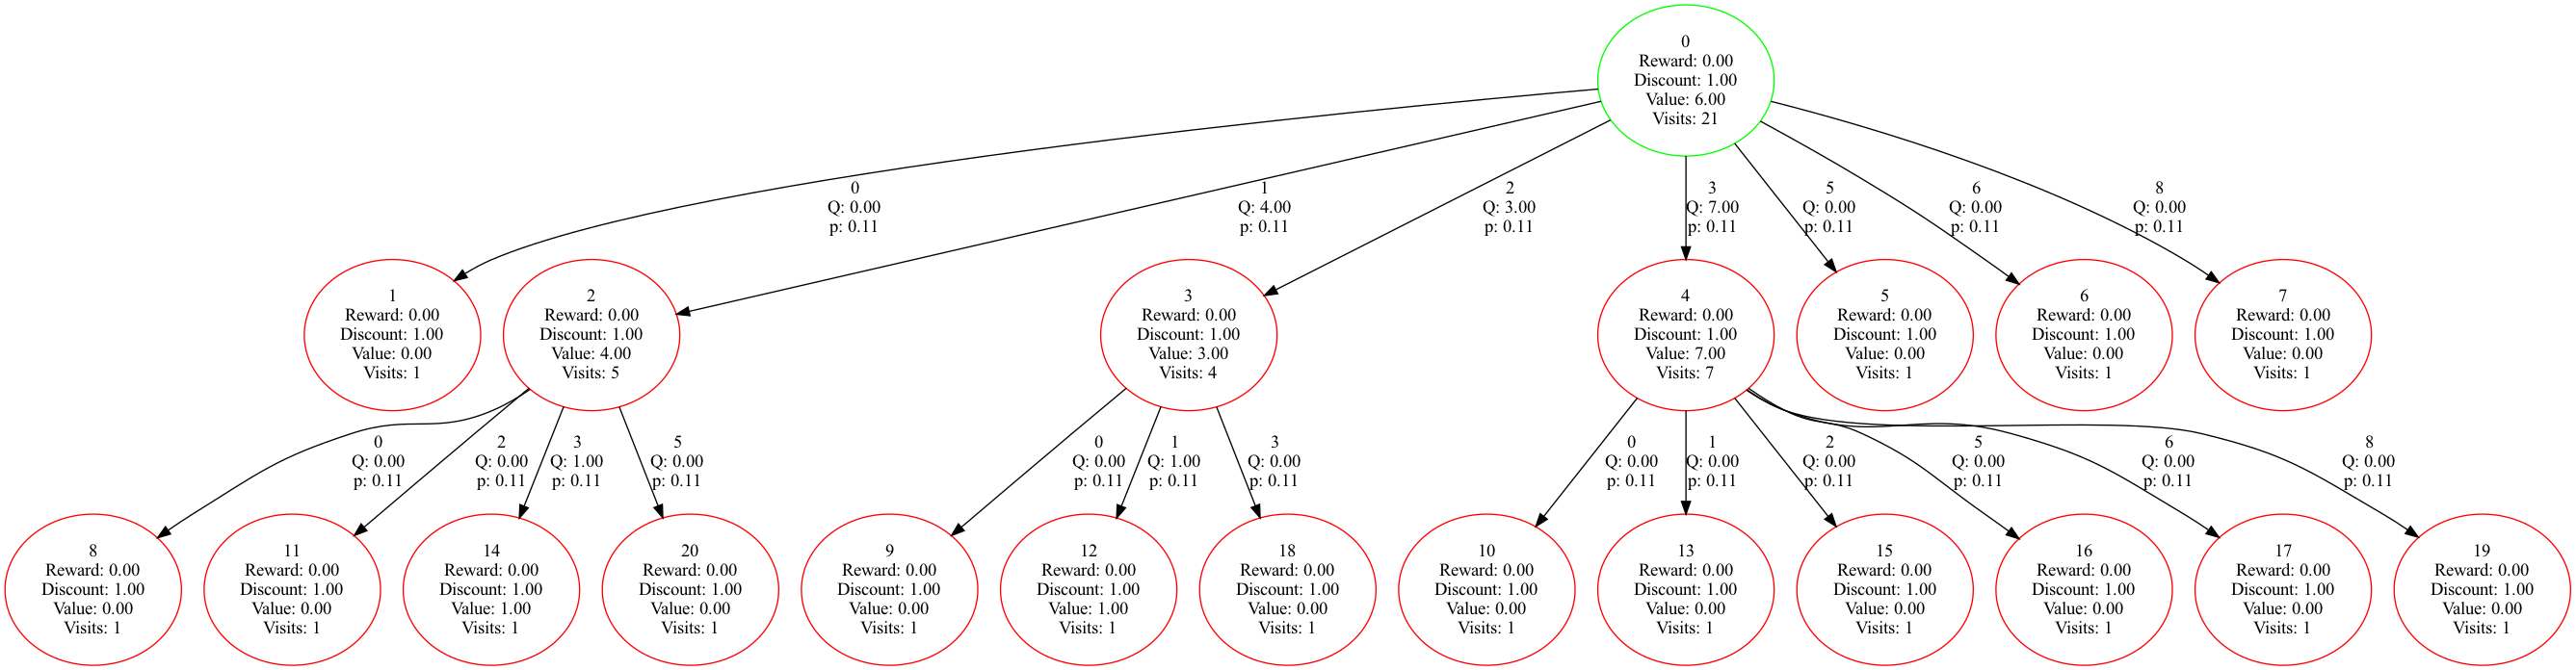 0
Reward: 0.00
Discount: 1.00
Value: 6.00
Visits: 21
0
Q: 0.00
p: 0.11
1
Q: 4.00
p: 0.11
2
Q: 3.00
p: 0.11
3
Q: 7.00
p: 0.11
5
Q: 0.00
p: 0.11
6
Q: 0.00
p: 0.11
8
Q: 0.00
p: 0.11
1
Reward: 0.00
Discount: 1.00
Value: 0.00
Visits: 1
2
Reward: 0.00
Discount: 1.00
Value: 4.00
Visits: 5
3
Reward: 0.00
Discount: 1.00
Value: 3.00
Visits: 4
4
Reward: 0.00
Discount: 1.00
Value: 7.00
Visits: 7
5
Reward: 0.00
Discount: 1.00
Value: 0.00
Visits: 1
6
Reward: 0.00
Discount: 1.00
Value: 0.00
Visits: 1
7
Reward: 0.00
Discount: 1.00
Value: 0.00
Visits: 1
0
Q: 0.00
p: 0.11
2
Q: 0.00
p: 0.11
3
Q: 1.00
p: 0.11
5
Q: 0.00
p: 0.11
0
Q: 0.00
p: 0.11
1
Q: 1.00
p: 0.11
3
Q: 0.00
p: 0.11
0
Q: 0.00
p: 0.11
1
Q: 0.00
p: 0.11
2
Q: 0.00
p: 0.11
5
Q: 0.00
p: 0.11
6
Q: 0.00
p: 0.11
8
Q: 0.00
p: 0.11
8
Reward: 0.00
Discount: 1.00
Value: 0.00
Visits: 1
11
Reward: 0.00
Discount: 1.00
Value: 0.00
Visits: 1
14
Reward: 0.00
Discount: 1.00
Value: 1.00
Visits: 1
20
Reward: 0.00
Discount: 1.00
Value: 0.00
Visits: 1
9
Reward: 0.00
Discount: 1.00
Value: 0.00
Visits: 1
12
Reward: 0.00
Discount: 1.00
Value: 1.00
Visits: 1
18
Reward: 0.00
Discount: 1.00
Value: 0.00
Visits: 1
10
Reward: 0.00
Discount: 1.00
Value: 0.00
Visits: 1
13
Reward: 0.00
Discount: 1.00
Value: 0.00
Visits: 1
15
Reward: 0.00
Discount: 1.00
Value: 0.00
Visits: 1
16
Reward: 0.00
Discount: 1.00
Value: 0.00
Visits: 1
17
Reward: 0.00
Discount: 1.00
Value: 0.00
Visits: 1
19
Reward: 0.00
Discount: 1.00
Value: 0.00
Visits: 1